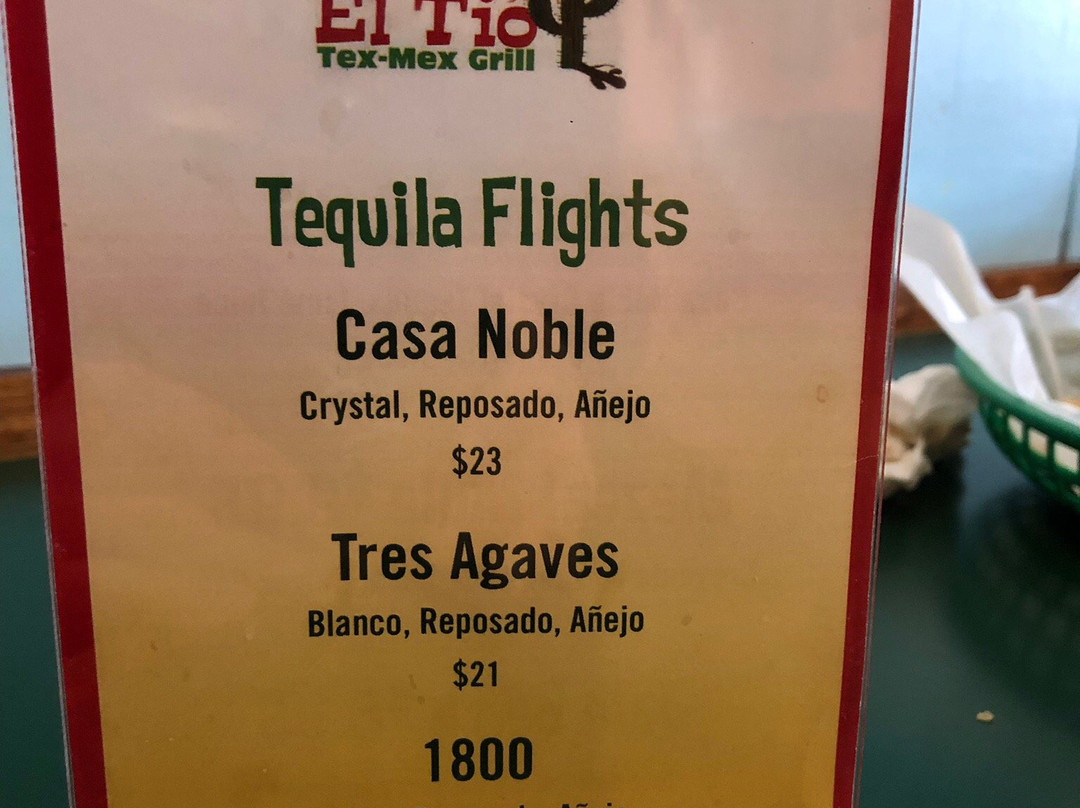 El Tio
Tex-Mex Grill
Tequila Flights
Casa Noble
Crystal, Reposado, Añejo
$23
Tres Agaves
Blanco, Reposado, Añejo
$21
1800